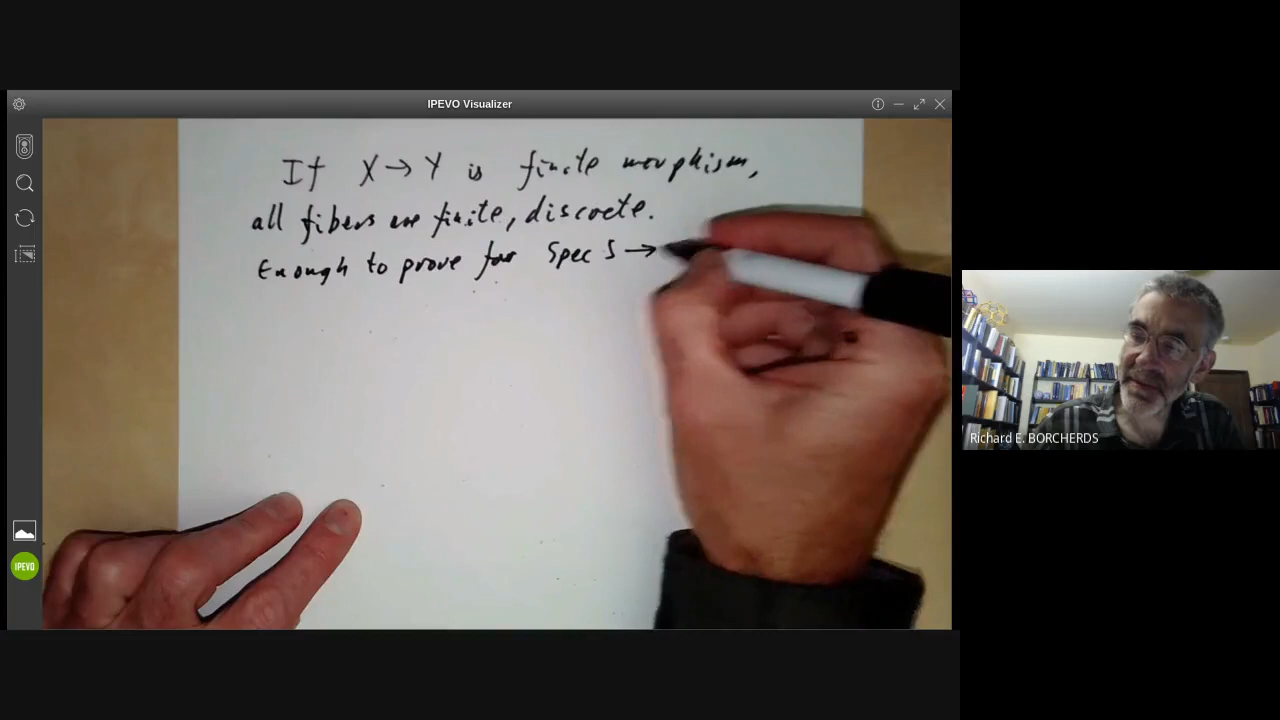 IPEVO Visualizer
If X → Y is finite morphism,
all fibers are finite, discrete.
Enough to prove for Spec S →
IPEVO
Richard E. BORCHERDS